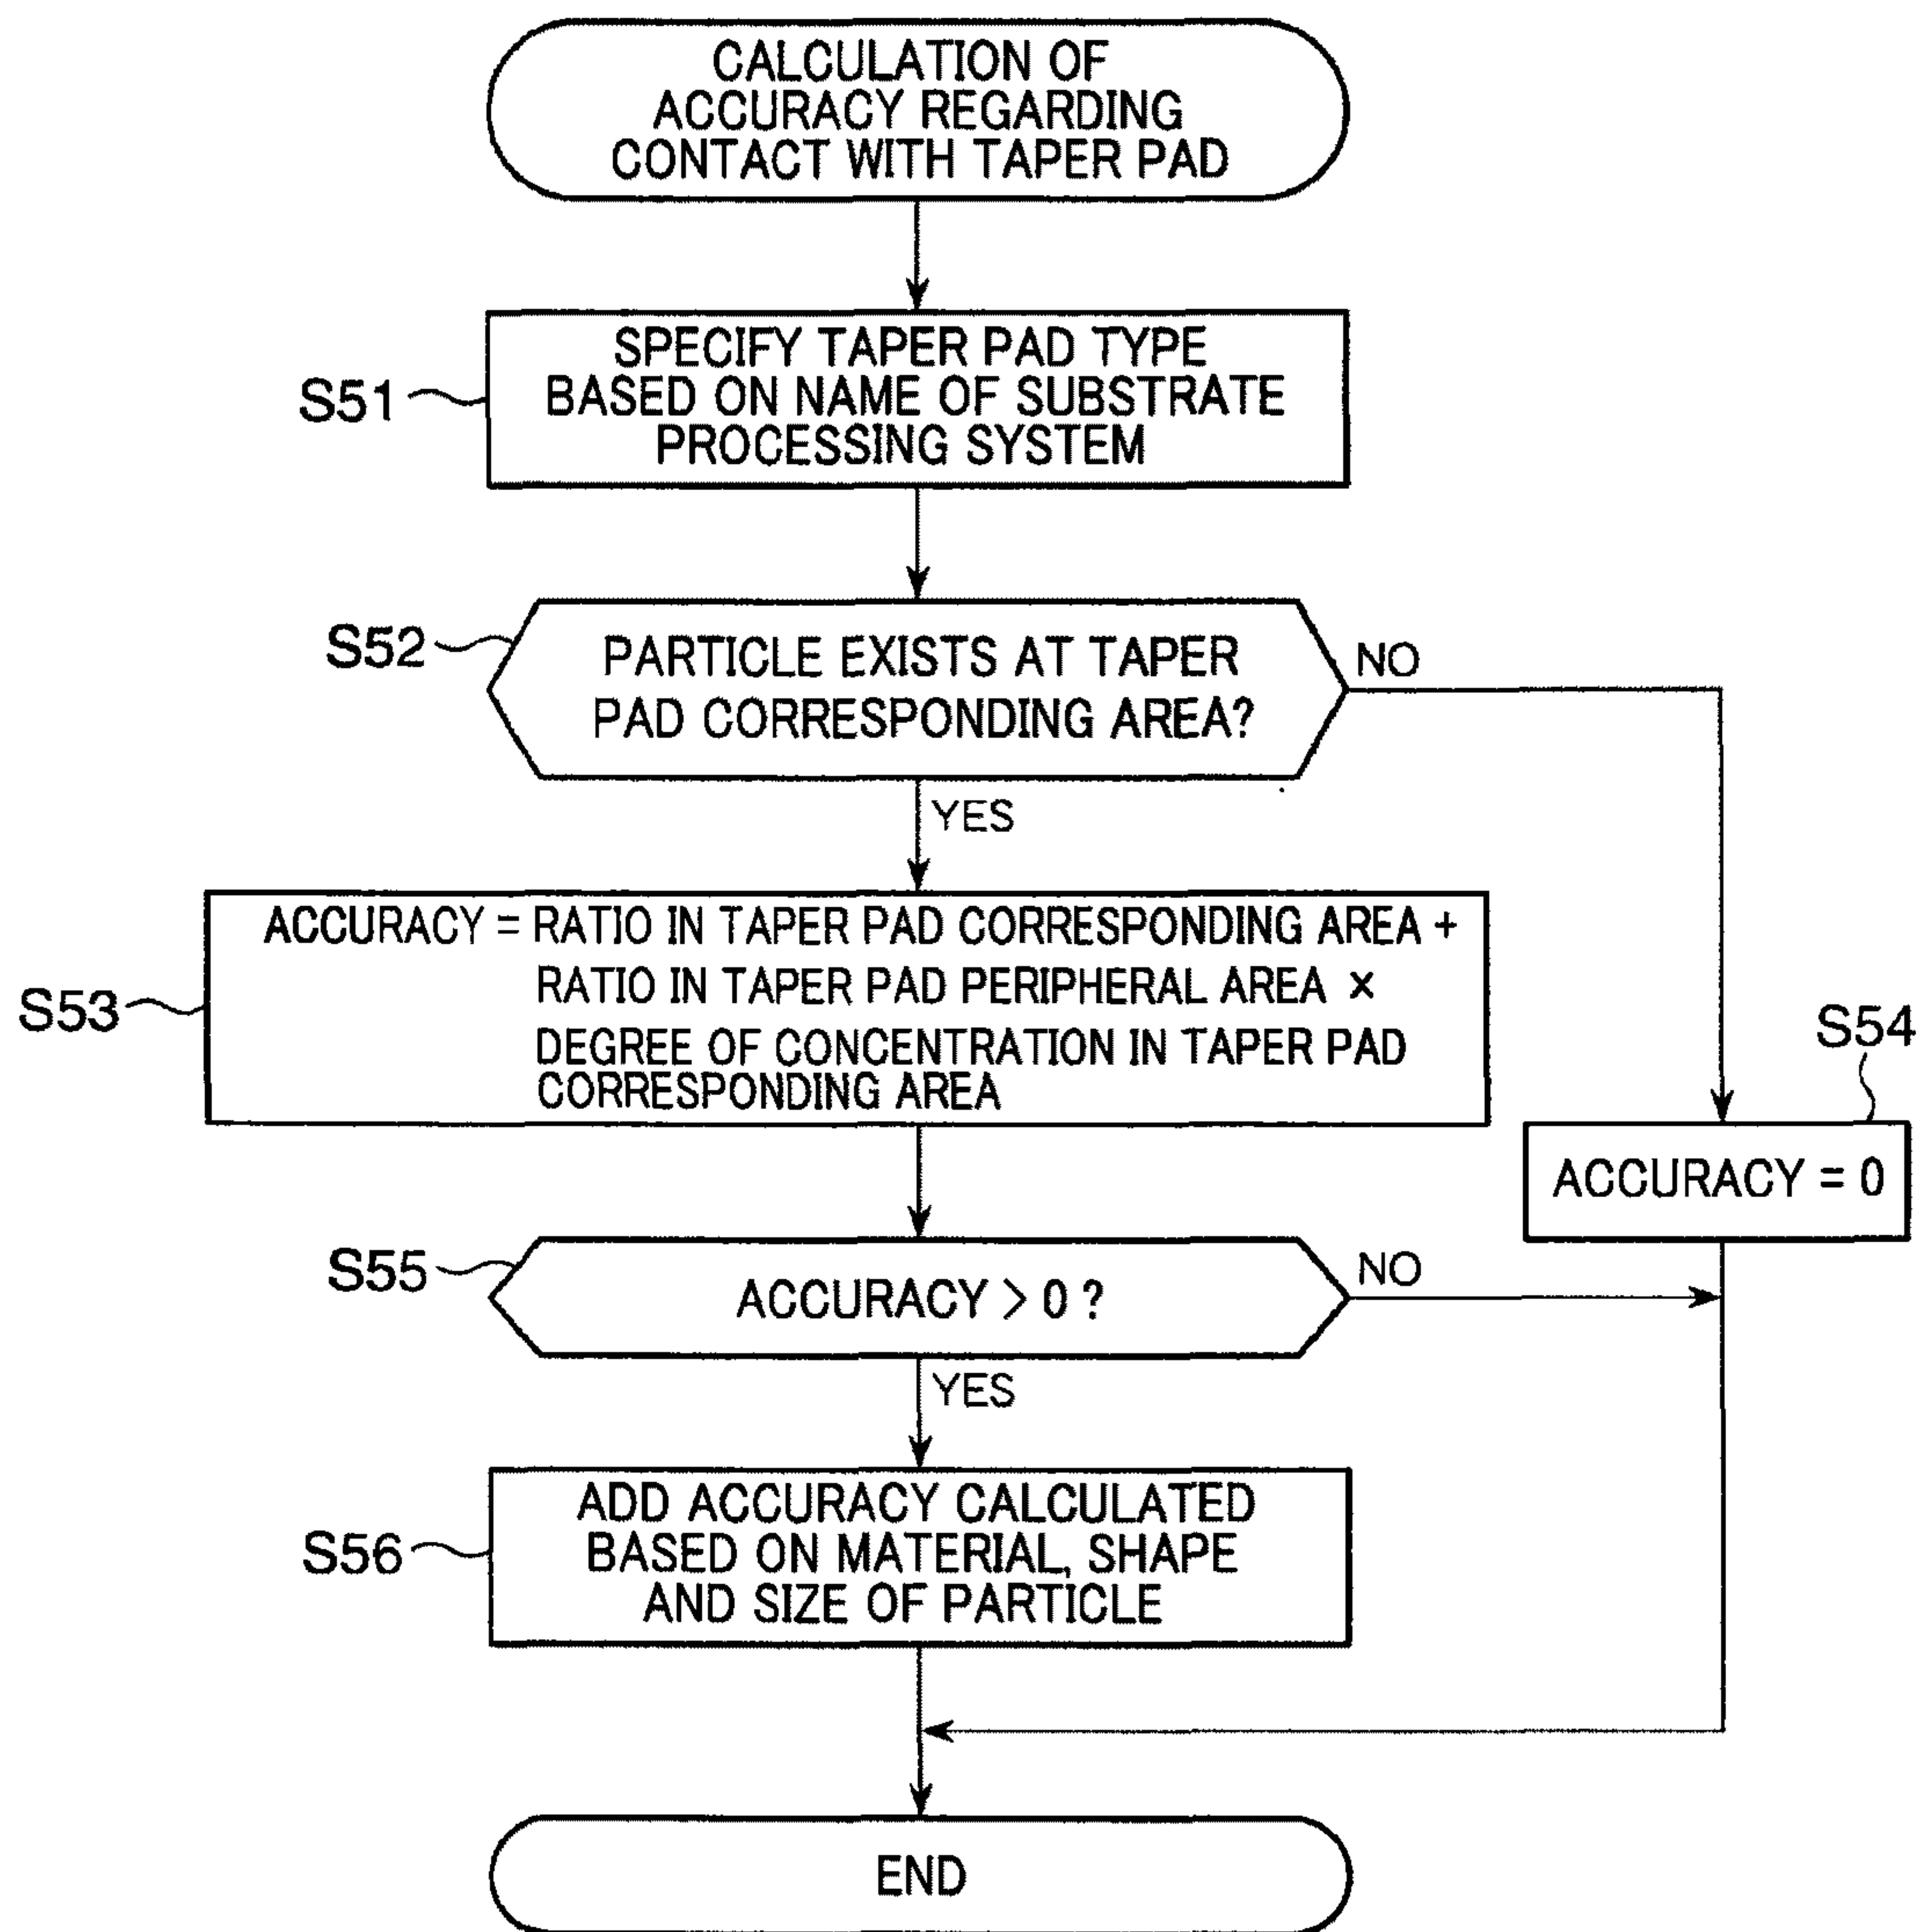 CALCULATION OF
ACCURACY REGARDING
CONTACT WITH TAPER PAD
S51
SPECIFY TAPER PAD TYPE
BASED ON NAME OF SUBSTRATE
PROCESSING SYSTEM
S52
PARTICLE EXISTS AT TAPER
PAD CORRESPONDING AREA?
NO
YES
S53
ACCURACY = RATIO IN TAPER PAD CORRESPONDING AREA +
RATIO IN TAPER PAD PERIPHERAL AREA ×
DEGREE OF CONCENTRATION IN TAPER PAD
CORRESPONDING AREA
S54
ACCURACY = 0
S55
ACCURACY > 0 ?
NO
YES
S56
ADD ACCURACY CALCULATED
BASED ON MATERIAL, SHAPE
AND SIZE OF PARTICLE
END